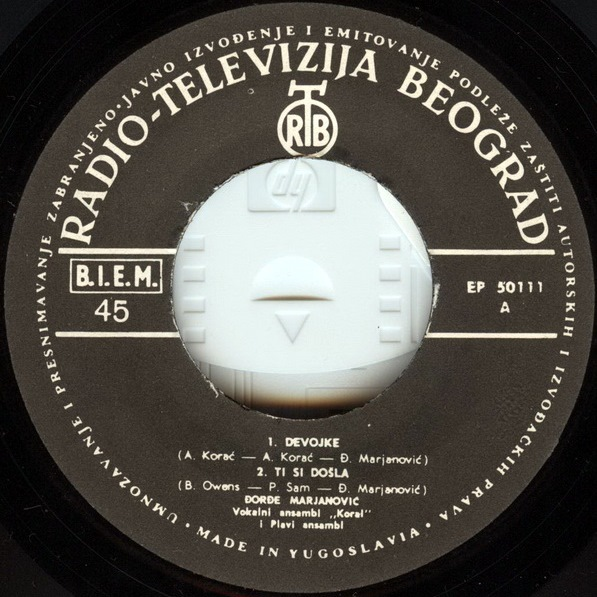 UMNOŽAVANJE I PRESNIMAVANJE ZABRANJENO • JAVNO IZVOĐENJE I EMITOVANJE PODLEŽE ZAŠTITI AUTORSKIH I IZVOĐAČKIH PRAVA •
RADIO-TELEVIZIJA BEOGRAD
RTB
hp
B.I.E.M.
45
EP 50111
A
1. DEVOJKE
(A. Korać — A. Korać — Đ. Marjanović)
2. TI SI DOŠLA
(B. Owens — P. Sam — Đ. Marjanović)
ĐORĐE MARJANOVIĆ
Vokalni ansambl „Koral"
i Plavi ansambl
MADE IN YUGOSLAVIA •